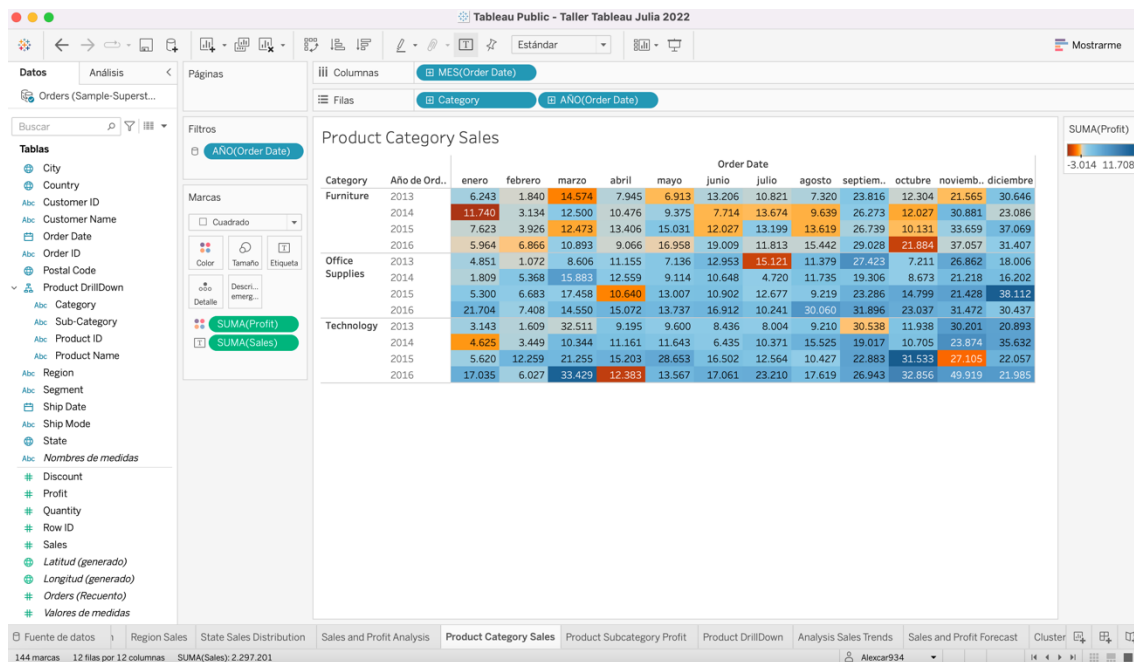 Tableau Public - Taller Tableau Julia 2022
Estándar
Mostrarme
Datos
Análisis
Orders (Sample-Superst...
Buscar
Tablas
City
Country
Abc Customer ID
Abc Customer Name
Order Date
Abc Order ID
Postal Code
Product DrillDown
Abc Category
Abc Sub-Category
Abc Product ID
Abc Product Name
Abc Region
Abc Segment
Ship Date
Abc Ship Mode
State
Abc Nombres de medidas
# Discount
# Profit
# Quantity
# Row ID
# Sales
Latitud (generado)
Longitud (generado)
# Orders (Recuento)
# Valores de medidas
Páginas
Filtros
AÑO(Order Date)
Marcas
Cuadrado
Color Tamaño Etiqueta
Detalle Descri... emerg...
SUMA(Profit)
SUMA(Sales)
Columnas MES(Order Date)
Filas Category AÑO(Order Date)
Product Category Sales
Order Date
Category Año de Ord.. enero febrero marzo abril mayo junio julio agosto septiem.. octubre noviemb.. diciembre
Furniture 2013 6.243 1.840 14.574 7.945 6.913 13.206 10.821 7.320 23.816 12.304 21.565 30.646
2014 11.740 3.134 12.500 10.476 9.375 7.714 13.674 9.639 26.273 12.027 30.881 23.086
2015 7.623 3.926 12.473 13.406 15.031 12.027 13.199 13.619 26.739 10.131 33.659 37.069
2016 5.964 6.866 10.893 9.066 16.958 19.009 11.813 15.442 29.028 21.884 37.057 31.407
Office Supplies 2013 4.851 1.072 8.606 11.155 7.136 12.953 15.121 11.379 27.423 7.211 26.862 18.006
2014 1.809 5.368 15.883 12.559 9.114 10.648 4.720 11.735 19.306 8.673 21.218 16.202
2015 5.300 6.683 17.458 10.640 13.007 10.902 12.677 9.219 23.286 14.799 21.428 38.112
2016 21.704 7.408 14.550 15.072 13.737 16.912 10.241 30.060 31.896 23.037 31.472 30.437
Technology 2013 3.143 1.609 32.511 9.195 9.600 8.436 8.004 9.210 30.538 11.938 30.201 20.893
2014 4.625 3.449 10.344 11.161 11.643 6.435 10.371 15.525 19.017 10.705 23.874 35.632
2015 5.620 12.259 21.255 15.203 28.653 16.502 12.564 10.427 22.883 31.533 27.105 22.057
2016 17.035 6.027 33.429 12.383 13.567 17.061 23.210 17.619 26.943 32.856 49.919 21.985
SUMA(Profit)
-3.014 11.708
Fuente de datos Region Sales State Sales Distribution Sales and Profit Analysis Product Category Sales Product Subcategory Profit Product DrillDown Analysis Sales Trends Sales and Profit Forecast Cluster
144 marcas 12 filas por 12 columnas SUMA(Sales): 2.297.201 Alexcar934